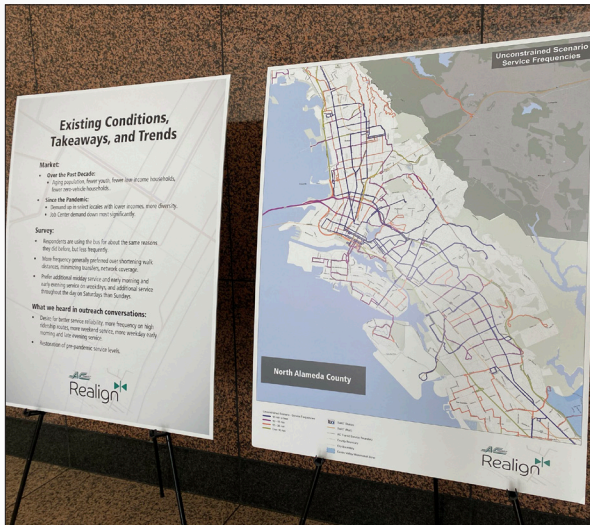 Existing Conditions,
Takeaways, and Trends
Market:
• Over the Past Decade:
• Aging population, fewer youth, fewer low income households,
fewer zero-vehicle households.
• Since the Pandemic:
• Demand up in select locales with lower incomes, more diversity.
• Job Center demand down most significantly.
Survey:
• Respondents are using the bus for about the same reasons
they did before, but less frequently
• More frequency generally preferred over shortening walk
distances, minimizing transfers, network coverage.
• Prefer additional midday service and early morning and
early evening service on weekdays, and additional service
throughout the day on Saturdays than Sundays.
What we heard in outreach conversations:
• Desire for better service reliability, more frequency on high
ridership routes, more weekend service, more weekday early
morning and late evening service.
• Restoration of pre-pandemic service levels.
Realign
Unconstrained Scenario
Service Frequencies
North Alameda County
Realign